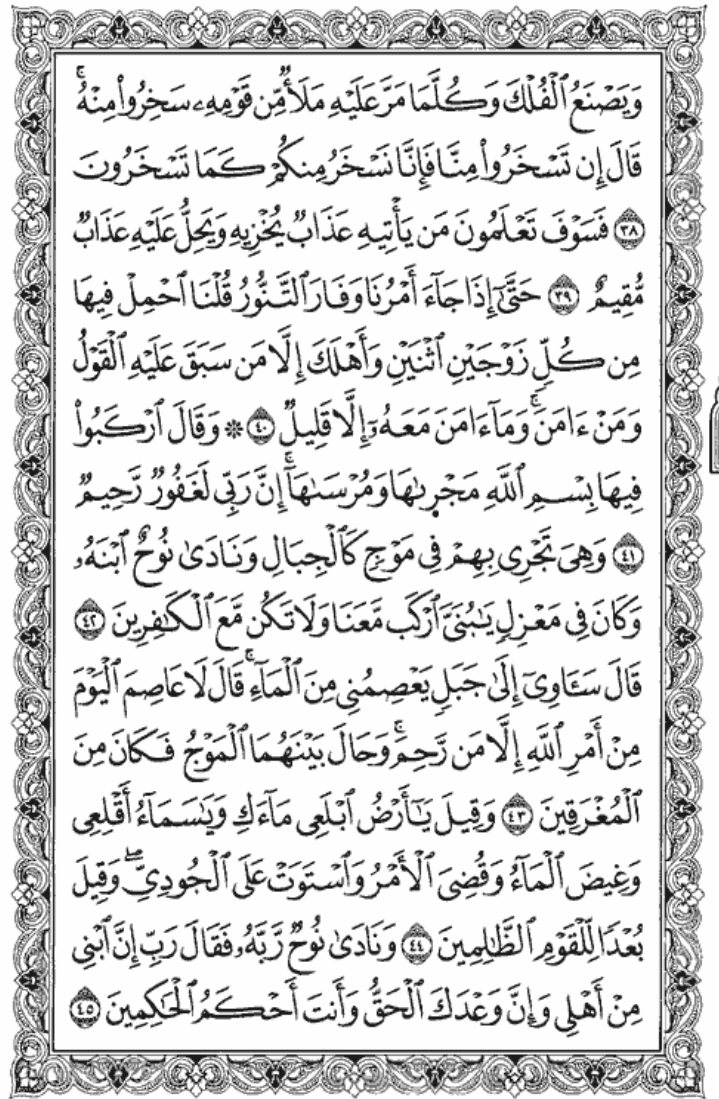 وَيَصْنَعُ ٱلْفُلْكَ وَكُلَّمَا مَرَّ عَلَيْهِ مَلَأٌ مِّن قَوْمِهِۦ سَخِرُوا۟ مِنْهُ ۚ
قَالَ إِن تَسْخَرُوا۟ مِنَّا فَإِنَّا نَسْخَرُ مِنكُمْ كَمَا تَسْخَرُونَ
٣٨ فَسَوْفَ تَعْلَمُونَ مَن يَأْتِيهِ عَذَابٌ يُخْزِيهِ وَيَحِلُّ عَلَيْهِ عَذَابٌ
مُّقِيمٌ ٣٩ حَتَّىٰٓ إِذَا جَآءَ أَمْرُنَا وَفَارَ ٱلتَّنُّورُ قُلْنَا ٱحْمِلْ فِيهَا
مِن كُلٍّ زَوْجَيْنِ ٱثْنَيْنِ وَأَهْلَكَ إِلَّا مَن سَبَقَ عَلَيْهِ ٱلْقَوْلُ
وَمَنْ ءَامَنَ ۚ وَمَآ ءَامَنَ مَعَهُۥٓ إِلَّا قَلِيلٌ ٤٠ ۞ وَقَالَ ٱرْكَبُوا۟
فِيهَا بِسْمِ ٱللَّهِ مَجْر۪ىٰهَا وَمُرْسَىٰهَآ ۚ إِنَّ رَبِّى لَغَفُورٌ رَّحِيمٌ
٤١ وَهِىَ تَجْرِى بِهِمْ فِى مَوْجٍ كَٱلْجِبَالِ وَنَادَىٰ نُوحٌ ٱبْنَهُۥ
وَكَانَ فِى مَعْزِلٍ يَٰبُنَىَّ ٱرْكَب مَّعَنَا وَلَا تَكُن مَّعَ ٱلْكَٰفِرِينَ ٤٢
قَالَ سَـَٔاوِىٓ إِلَىٰ جَبَلٍ يَعْصِمُنِى مِنَ ٱلْمَآءِ ۚ قَالَ لَا عَاصِمَ ٱلْيَوْمَ
مِنْ أَمْرِ ٱللَّهِ إِلَّا مَن رَّحِمَ ۚ وَحَالَ بَيْنَهُمَا ٱلْمَوْجُ فَكَانَ مِنَ
ٱلْمُغْرَقِينَ ٤٣ وَقِيلَ يَٰٓأَرْضُ ٱبْلَعِى مَآءَكِ وَيَٰسَمَآءُ أَقْلِعِى
وَغِيضَ ٱلْمَآءُ وَقُضِىَ ٱلْأَمْرُ وَٱسْتَوَتْ عَلَى ٱلْجُودِىِّ ۖ وَقِيلَ
بُعْدًا لِّلْقَوْمِ ٱلظَّٰلِمِينَ ٤٤ وَنَادَىٰ نُوحٌ رَّبَّهُۥ فَقَالَ رَبِّ إِنَّ ٱبْنِى
مِنْ أَهْلِى وَإِنَّ وَعْدَكَ ٱلْحَقُّ وَأَنتَ أَحْكَمُ ٱلْحَٰكِمِينَ ٤٥